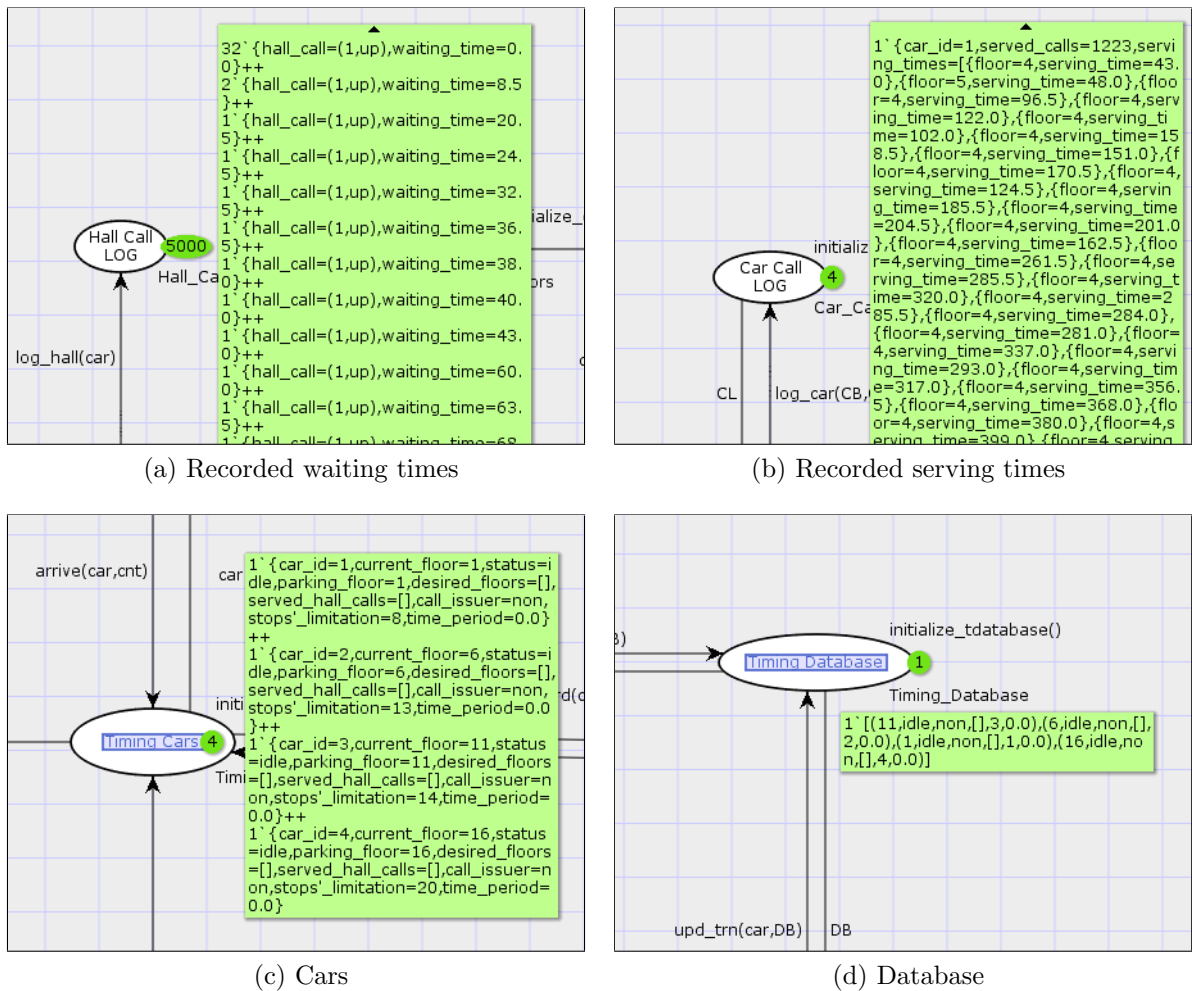 32`{hall_call=(1,up),waiting_time=0.
0}++
2`{hall_call=(1,up),waiting_time=8.5
}++
1`{hall_call=(1,up),waiting_time=20.
5}++
1`{hall_call=(1,up),waiting_time=24.
5}++
1`{hall_call=(1,up),waiting_time=32.
5}++
1`{hall_call=(1,up),waiting_time=36.
5}++
1`{hall_call=(1,up),waiting_time=38.
0}++
1`{hall_call=(1,up),waiting_time=40.
0}++
1`{hall_call=(1,up),waiting_time=43.
0}++
1`{hall_call=(1,up),waiting_time=60.
0}++
1`{hall_call=(1,up),waiting_time=63.
5}++
1`{hall_call=(1,up),waiting_time=68.
Hall Call
LOG
5000
Hall_Ca
ialize_
ors
log_hall(car)
(a) Recorded waiting times
1`{car_id=1,served_calls=1223,servi
ng_times=[{floor=4,serving_time=43.
0},{floor=5,serving_time=48.0},{floo
r=4,serving_time=96.5},{floor=4,serv
ing_time=122.0},{floor=4,serving_ti
me=102.0},{floor=4,serving_time=15
8.5},{floor=4,serving_time=151.0},{f
loor=4,serving_time=170.5},{floor=4,
serving_time=124.5},{floor=4,servin
g_time=185.5},{floor=4,serving_time
=204.5},{floor=4,serving_time=201.0
},{floor=4,serving_time=162.5},{floo
r=4,serving_time=261.5},{floor=4,se
rving_time=285.5},{floor=4,serving_t
ime=320.0},{floor=4,serving_time=2
85.5},{floor=4,serving_time=284.0},
{floor=4,serving_time=281.0},{floor=
4,serving_time=337.0},{floor=4,servi
ng_time=293.0},{floor=4,serving_tim
e=317.0},{floor=4,serving_time=356.
5},{floor=4,serving_time=368.0},{flo
or=4,serving_time=380.0},{floor=4,s
erving_time=399.0},{floor=4,serving
Car Call
LOG
4
initializ
Car_Ca
CL
log_car(CB,
(b) Recorded serving times
arrive(car,cnt)
car
1`{car_id=1,current_floor=1,status=i
dle,parking_floor=1,desired_floors=[],
served_hall_calls=[],call_issuer=non,
stops'_limitation=8,time_period=0.0}
++
1`{car_id=2,current_floor=6,status=i
dle,parking_floor=6,desired_floors=[],
served_hall_calls=[],call_issuer=non,
stops'_limitation=13,time_period=0.0
}++
1`{car_id=3,current_floor=11,status
=idle,parking_floor=11,desired_floors
=[],served_hall_calls=[],call_issuer=n
on,stops'_limitation=14,time_period=
0.0}++
1`{car_id=4,current_floor=16,status
=idle,parking_floor=16,desired_floors
=[],served_hall_calls=[],call_issuer=n
on,stops'_limitation=20,time_period=
0.0}
initi
Timing Cars
4
Timi
(c) Cars
initialize_tdatabase()
Timing Database
1
Timing_Database
1`[(11,idle,non,[],3,0.0),(6,idle,non,[],
2,0.0),(1,idle,non,[],1,0.0),(16,idle,no
n,[],4,0.0)]
upd_trn(car,DB)
DB
(d) Database